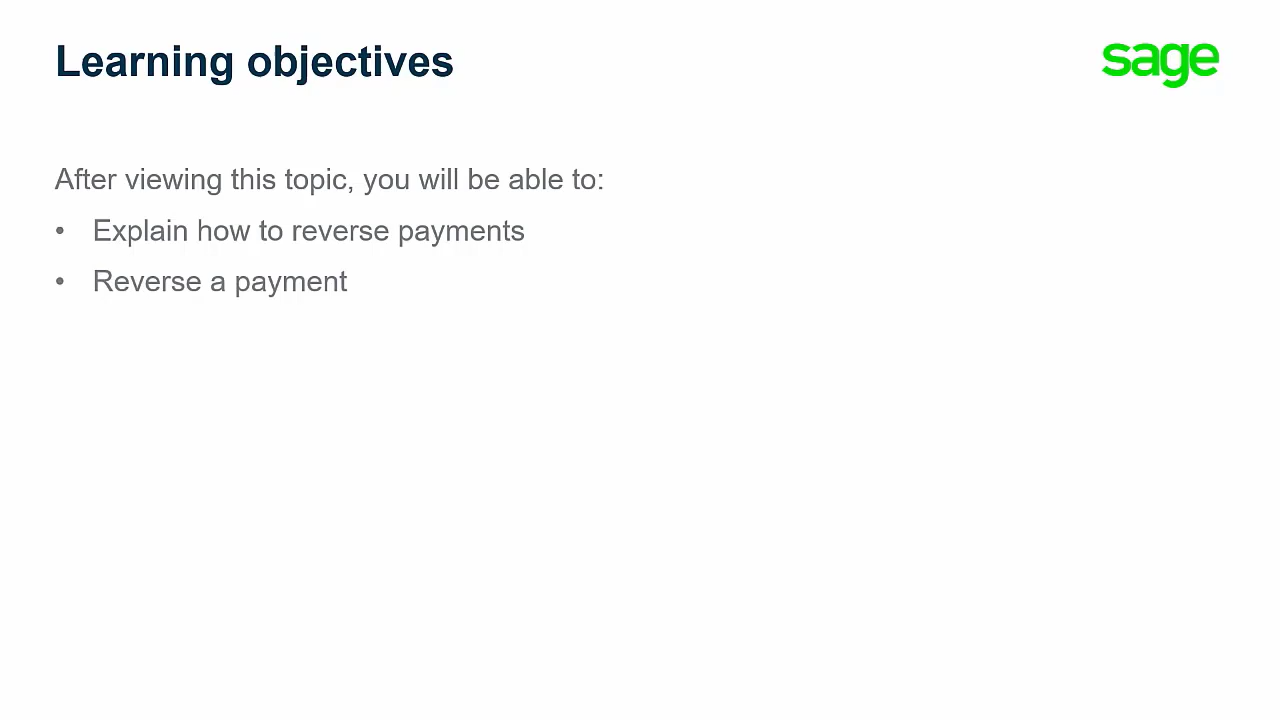 Learning objectives
sage
After viewing this topic, you will be able to:
• Explain how to reverse payments
• Reverse a payment